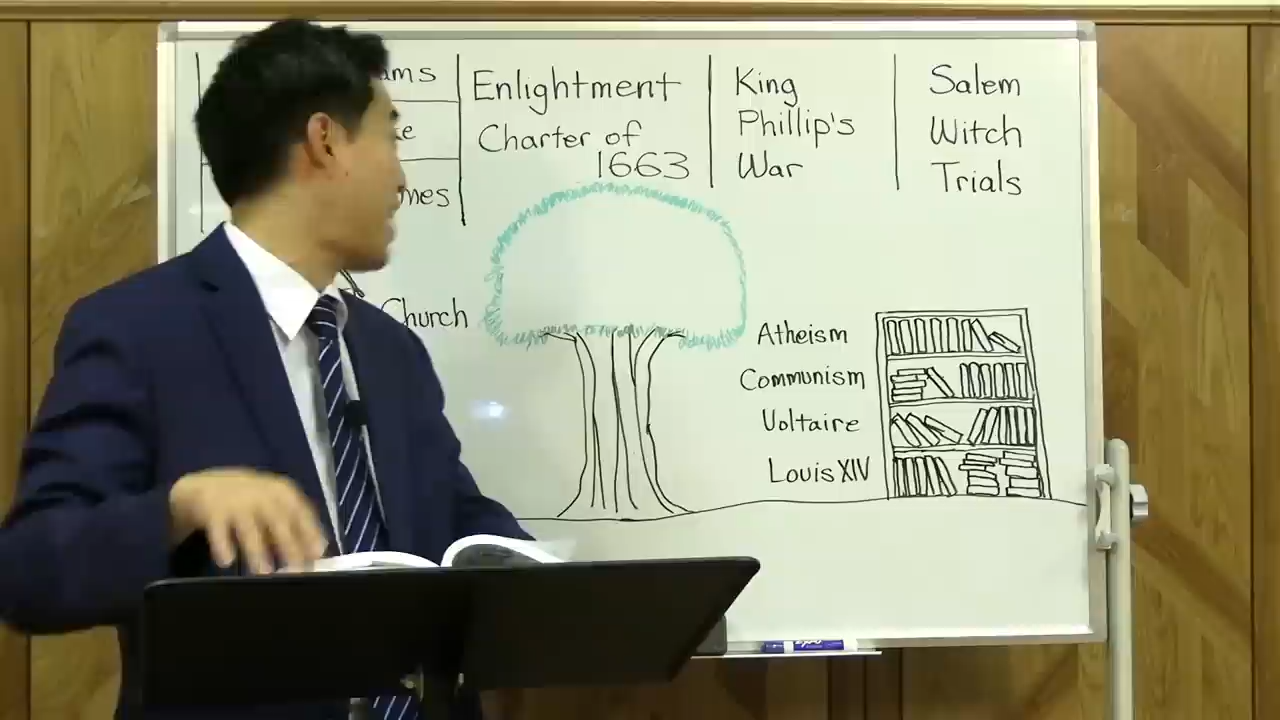 Enlightment
Charter of
1663
King
Phillip's
War
Salem
Witch
Trials
Church
Atheism
Communism
Voltaire
Louis XIV